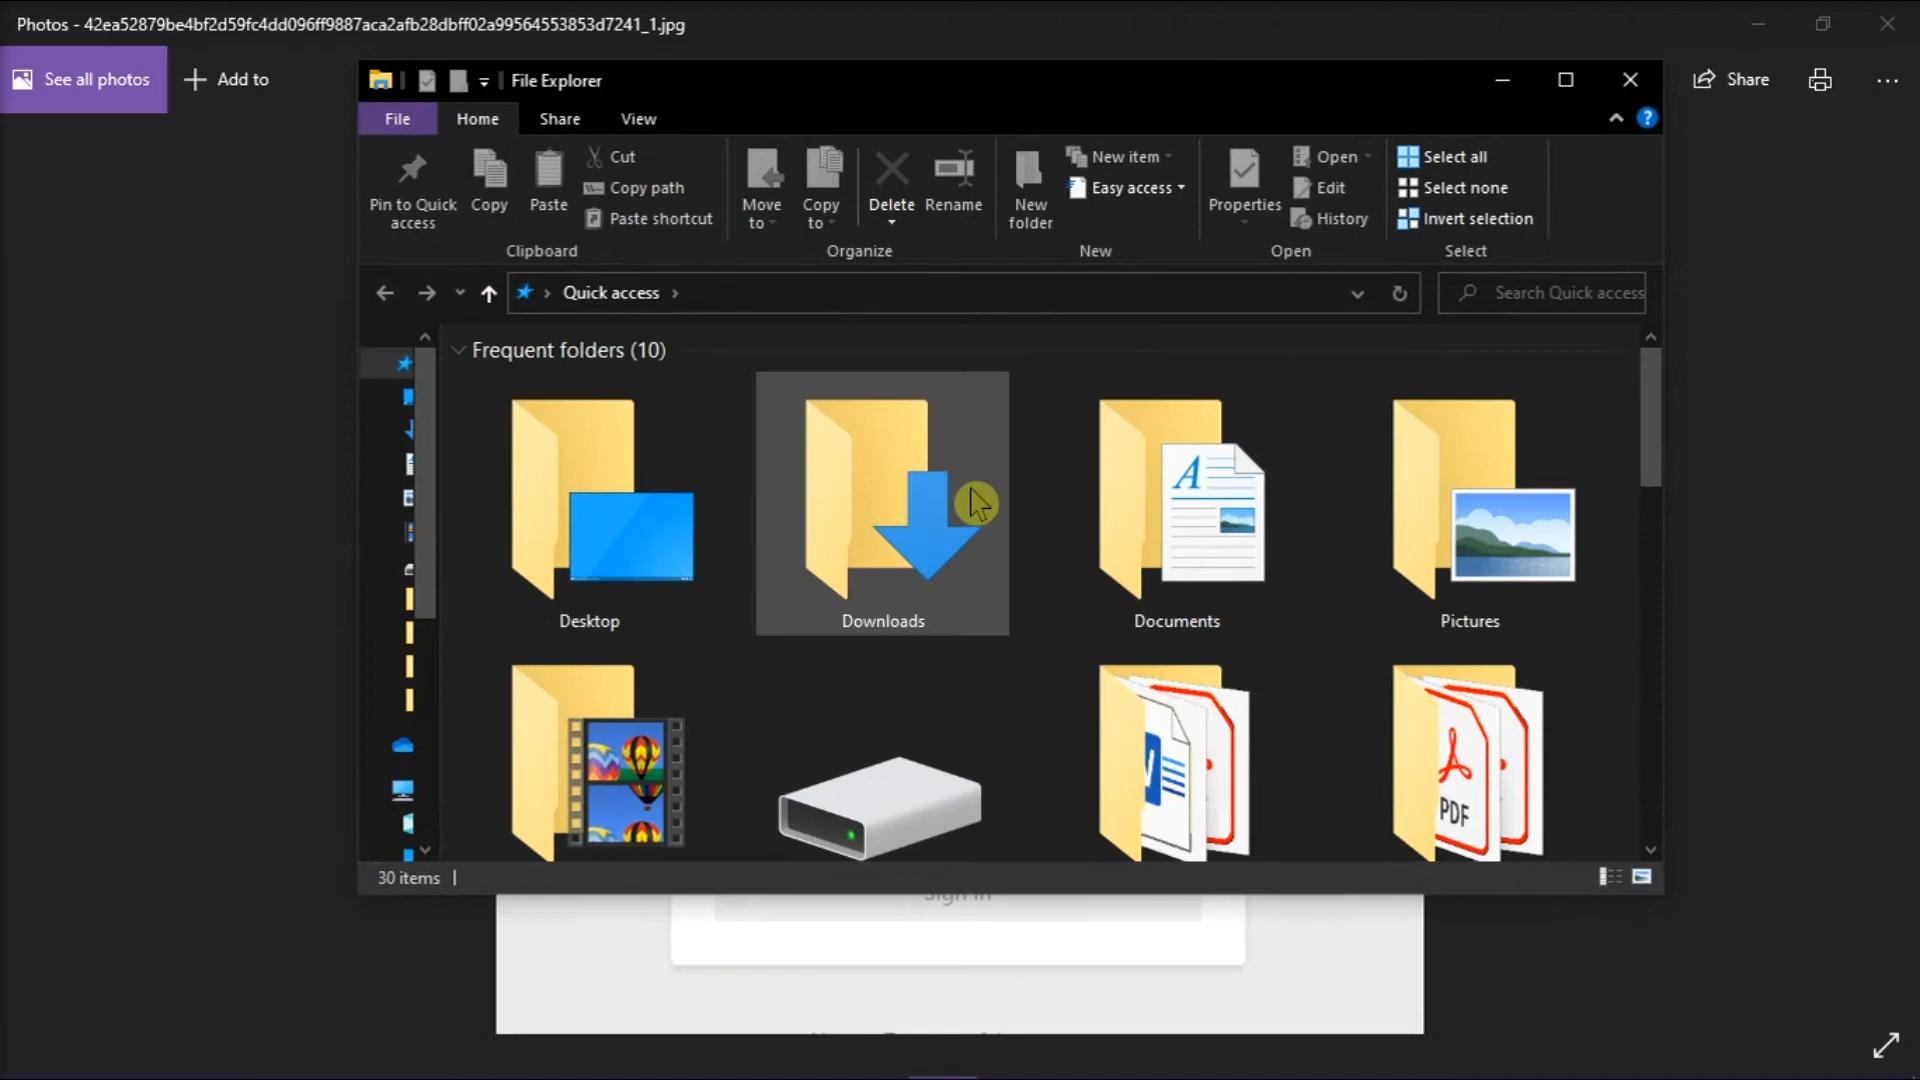 Photos - 42ea52879be4bf2d59fc4dd096ff9887aca2afb28dbff02a99564553853d7241_1.jpg
See all photos
Add to
Share
File Explorer
File
Home
Share
View
Pin to Quick access
Copy
Paste
Cut
Copy path
Paste shortcut
Clipboard
Move to
Copy to
Delete
Rename
Organize
New folder
New item
Easy access
New
Properties
Open
Edit
History
Open
Select all
Select none
Invert selection
Select
Quick access
Search Quick access
Frequent folders (10)
Desktop
Downloads
Documents
Pictures
A
PDF
30 items
Sign in